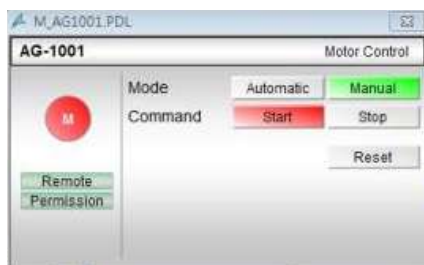 M_AG1001.PDL
AG-1001 Motor Control
Mode Automatic Manual
M
Command Start Stop
Reset
Remote
Permission